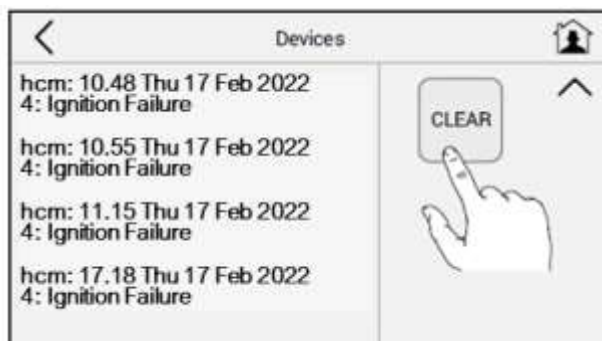 Devices
hcm: 10.48 Thu 17 Feb 2022
4: Ignition Failure
hcm: 10.55 Thu 17 Feb 2022
4: Ignition Failure
hcm: 11.15 Thu 17 Feb 2022
4: Ignition Failure
hcm: 17.18 Thu 17 Feb 2022
4: Ignition Failure
CLEAR